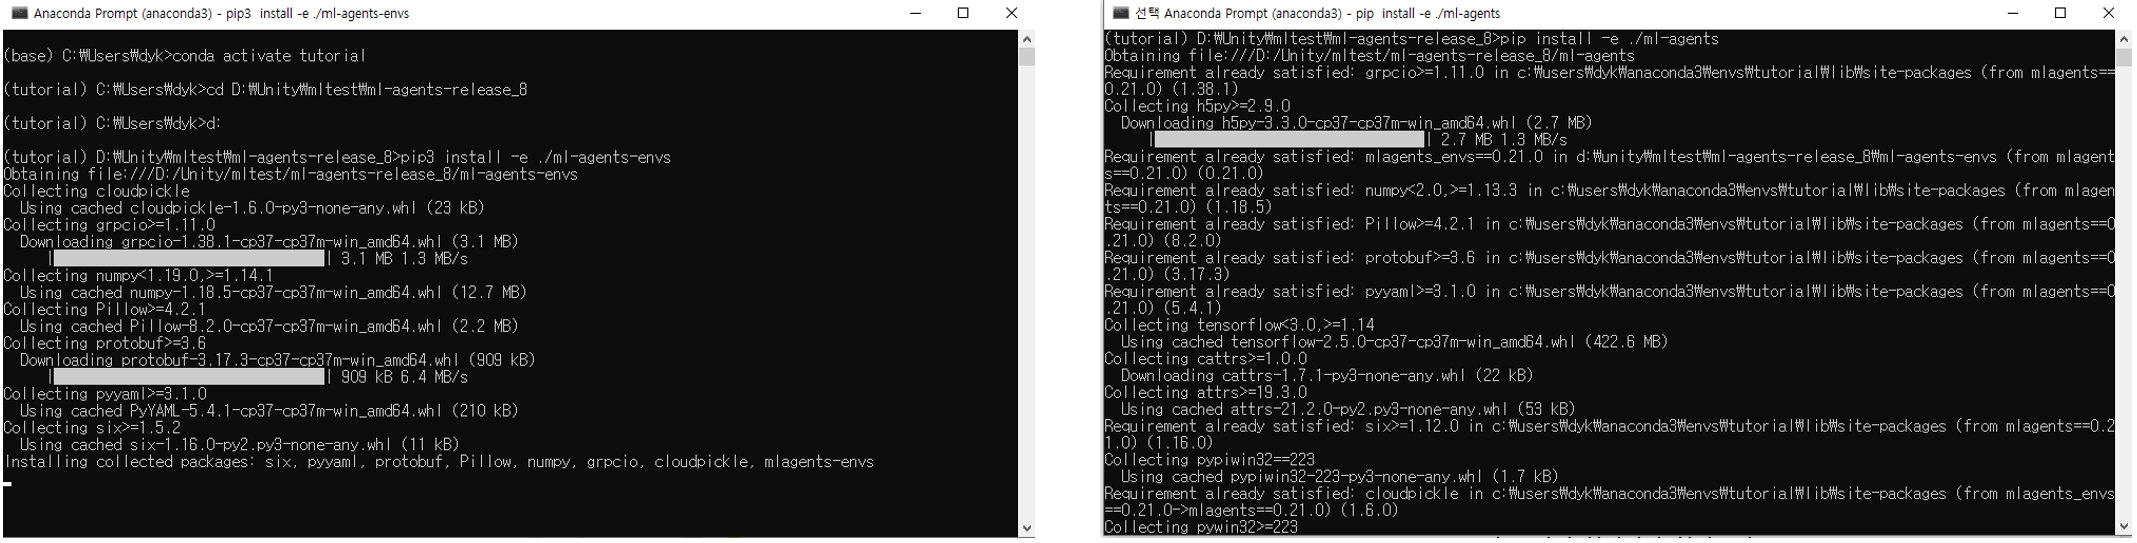 Anaconda Prompt (anaconda3) - pip3  install -e ./ml-agents-envs
(base) C:₩Users₩dyk>conda activate tutorial
(tutorial) C:₩Users₩dyk>cd D:₩Unity₩mltest₩ml-agents-release_8
(tutorial) C:₩Users₩dyk>d:
(tutorial) D:₩Unity₩mltest₩ml-agents-release_8>pip3 install -e ./ml-agents-envs
Obtaining file:///D:/Unity/mltest/ml-agents-release_8/ml-agents-envs
Collecting cloudpickle
  Using cached cloudpickle-1.6.0-py3-none-any.whl (23 kB)
Collecting grpcio>=1.11.0
  Downloading grpcio-1.38.1-cp37-cp37m-win_amd64.whl (3.1 MB)
| | 3.1 MB 1.3 MB/s
Collecting numpy<1.19.0,>=1.14.1
  Using cached numpy-1.18.5-cp37-cp37m-win_amd64.whl (12.7 MB)
Collecting Pillow>=4.2.1
  Using cached Pillow-8.2.0-cp37-cp37m-win_amd64.whl (2.2 MB)
Collecting protobuf>=3.6
  Downloading protobuf-3.17.3-cp37-cp37m-win_amd64.whl (909 kB)
| | 909 kB 6.4 MB/s
Collecting pyyaml>=3.1.0
  Using cached PyYAML-5.4.1-cp37-cp37m-win_amd64.whl (210 kB)
Collecting six>=1.5.2
  Using cached six-1.16.0-py2.py3-none-any.whl (11 kB)
Installing collected packages: six, pyyaml, protobuf, Pillow, numpy, grpcio, cloudpickle, mlagents-envs
선택 Anaconda Prompt (anaconda3) - pip  install -e ./ml-agents
(tutorial) D:₩Unity₩mltest₩ml-agents-release_8>pip install -e ./ml-agents
Obtaining file:///D:/Unity/mltest/ml-agents-release_8/ml-agents
Requirement already satisfied: grpcio>=1.11.0 in c:₩users₩dyk₩anaconda3₩envs₩tutorial₩lib₩site-packages (from mlagents==
0.21.0) (1.38.1)
Collecting h5py>=2.9.0
  Downloading h5py-3.3.0-cp37-cp37m-win_amd64.whl (2.7 MB)
| | 2.7 MB 1.3 MB/s
Requirement already satisfied: mlagents_envs==0.21.0 in d:₩unity₩mltest₩ml-agents-release_8₩ml-agents-envs (from mlagent
s==0.21.0) (0.21.0)
Requirement already satisfied: numpy<2.0,>=1.13.3 in c:₩users₩dyk₩anaconda3₩envs₩tutorial₩lib₩site-packages (from mlagen
ts==0.21.0) (1.18.5)
Requirement already satisfied: Pillow>=4.2.1 in c:₩users₩dyk₩anaconda3₩envs₩tutorial₩lib₩site-packages (from mlagents==0
.21.0) (8.2.0)
Requirement already satisfied: protobuf>=3.6 in c:₩users₩dyk₩anaconda3₩envs₩tutorial₩lib₩site-packages (from mlagents==0
.21.0) (3.17.3)
Requirement already satisfied: pyyaml>=3.1.0 in c:₩users₩dyk₩anaconda3₩envs₩tutorial₩lib₩site-packages (from mlagents==0
.21.0) (5.4.1)
Collecting tensorflow<3.0,>=1.14
  Using cached tensorflow-2.5.0-cp37-cp37m-win_amd64.whl (422.6 MB)
Collecting cattrs>=1.0.0
  Downloading cattrs-1.7.1-py3-none-any.whl (22 kB)
Collecting attrs>=19.3.0
  Using cached attrs-21.2.0-py2.py3-none-any.whl (53 kB)
Requirement already satisfied: six>=1.12.0 in c:₩users₩dyk₩anaconda3₩envs₩tutorial₩lib₩site-packages (from mlagents==0.2
1.0) (1.16.0)
Collecting pypiwin32==223
  Using cached pypiwin32-223-py3-none-any.whl (1.7 kB)
Requirement already satisfied: cloudpickle in c:₩users₩dyk₩anaconda3₩envs₩tutorial₩lib₩site-packages (from mlagents_envs
==0.21.0->mlagents==0.21.0) (1.6.0)
Collecting pywin32>=223